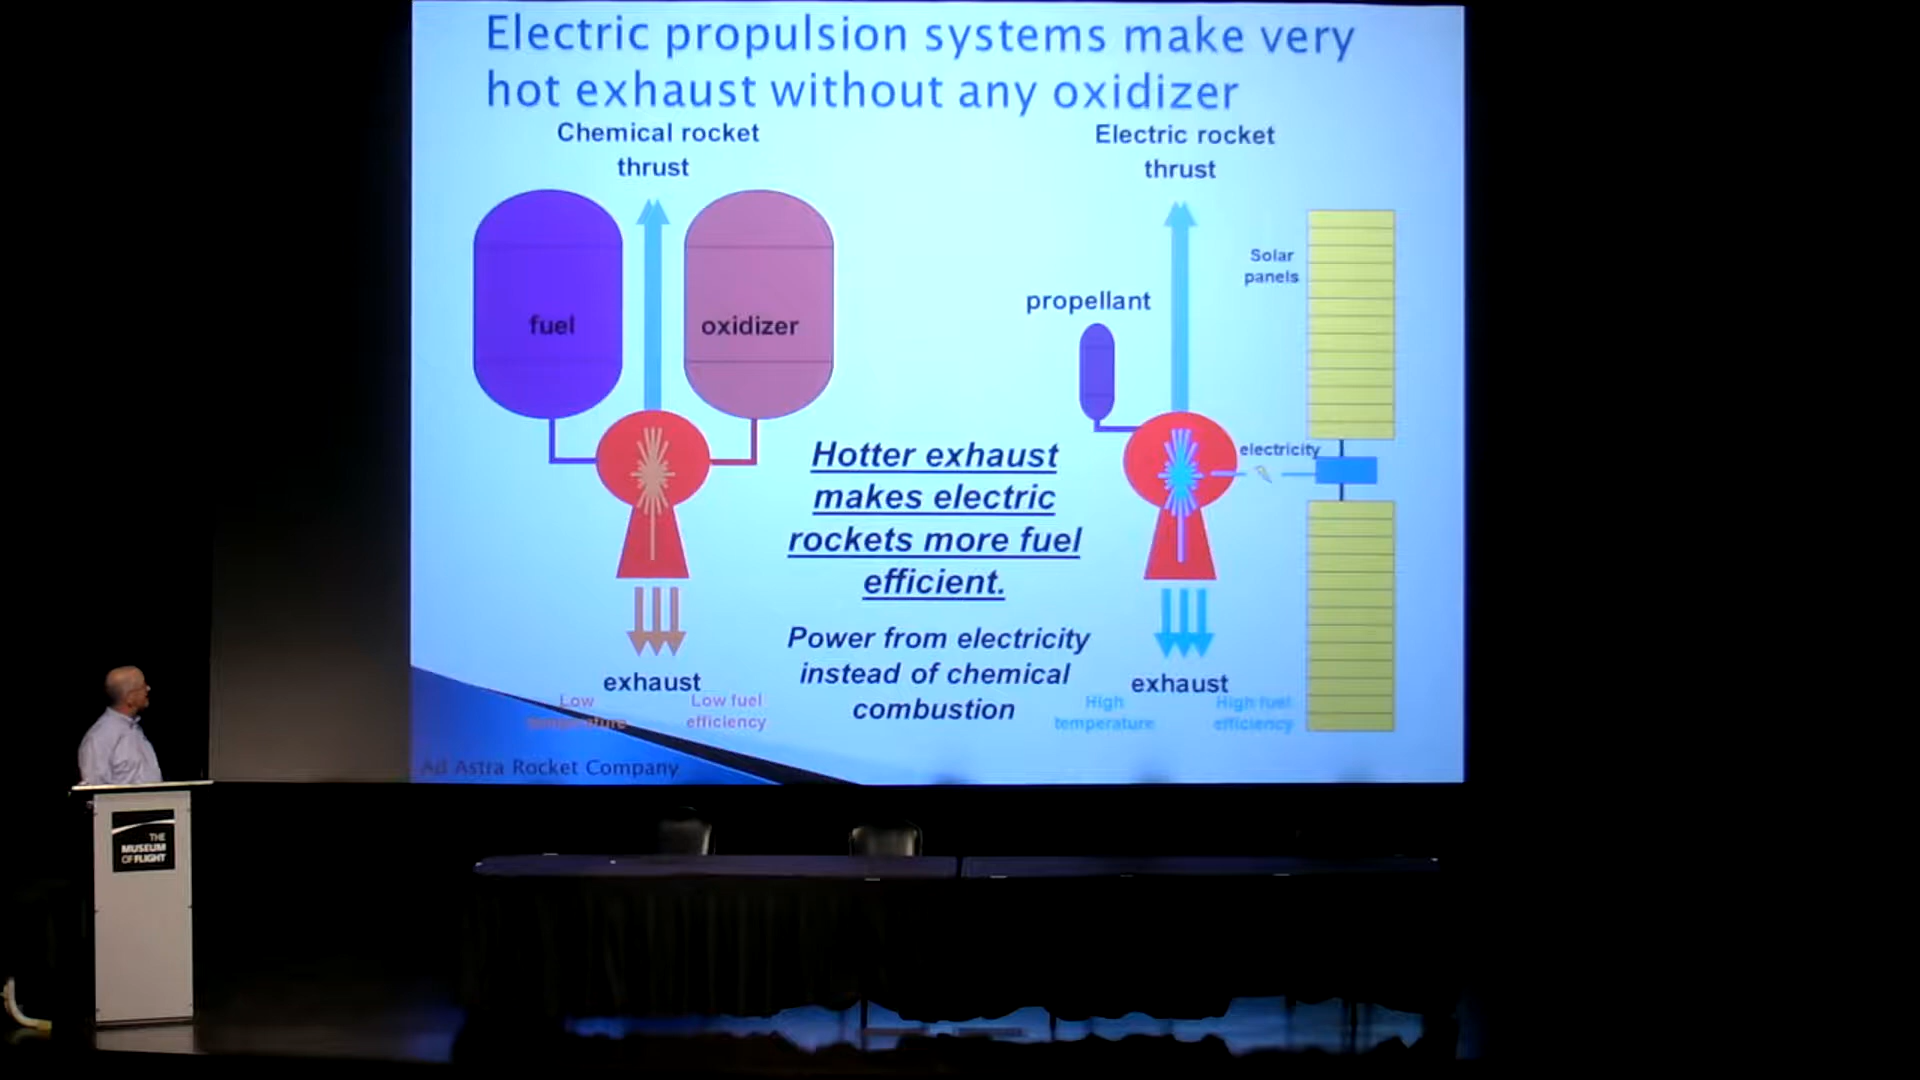 Electric propulsion systems make very
hot exhaust without any oxidizer
Chemical rocket
thrust
Electric rocket
thrust
fuel
oxidizer
propellant
Solar
panels
electricity
Hotter exhaust
makes electric
rockets more fuel
efficient.
Power from electricity
instead of chemical
combustion
exhaust
Low
temperature
Low fuel
efficiency
exhaust
High
temperature
High fuel
efficiency
Ad Astra Rocket Company
THE
MUSEUM
OF FLIGHT